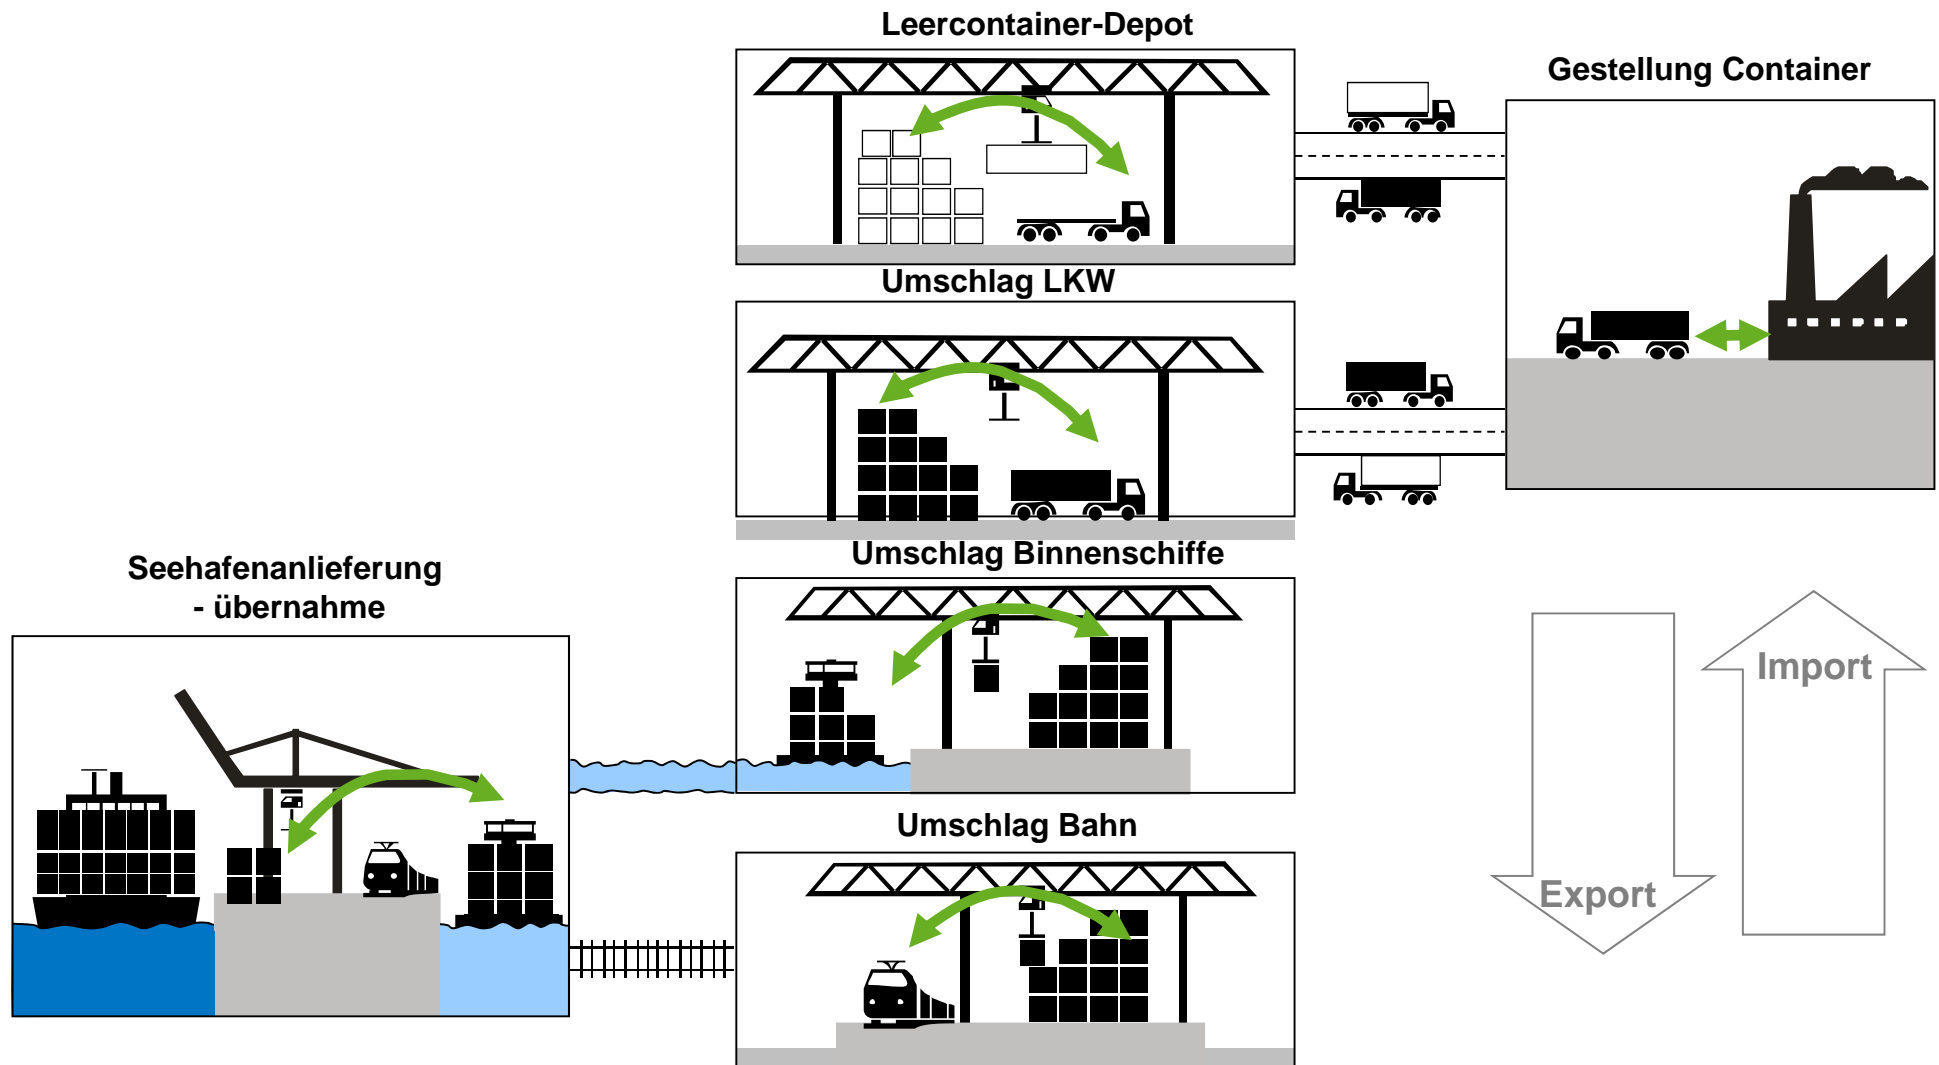 Leercontainer-Depot
Gestellung Container
Umschlag LKW
Umschlag Binnenschiffe
Seehafenanlieferung
- übernahme
Import
Umschlag Bahn
Export